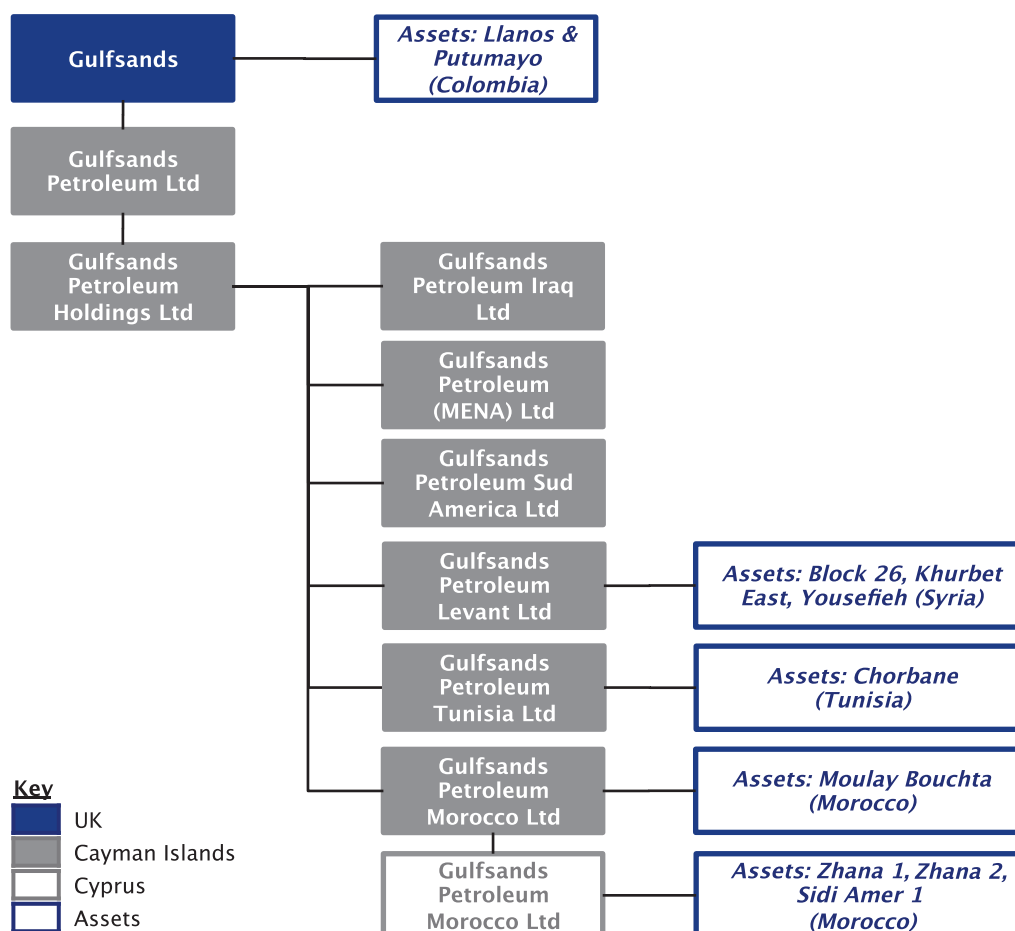 Gulfsands
Assets: Llanos &
Putumayo
(Colombia)
Gulfsands
Petroleum Ltd
Gulfsands
Petroleum
Holdings Ltd
Gulfsands
Petroleum Iraq
Ltd
Gulfsands
Petroleum
(MENA) Ltd
Gulfsands
Petroleum Sud
America Ltd
Gulfsands
Petroleum
Levant Ltd
Assets: Block 26, Khurbet
East, Yousefieh (Syria)
Gulfsands
Petroleum
Tunisia Ltd
Assets: Chorbane
(Tunisia)
Gulfsands
Petroleum
Morocco Ltd
Assets: Moulay Bouchta
(Morocco)
Gulfsands
Petroleum
Morocco Ltd
Assets: Zhana 1, Zhana 2,
Sidi Amer 1
(Morocco)
Key
UK
Cayman Islands
Cyprus
Assets